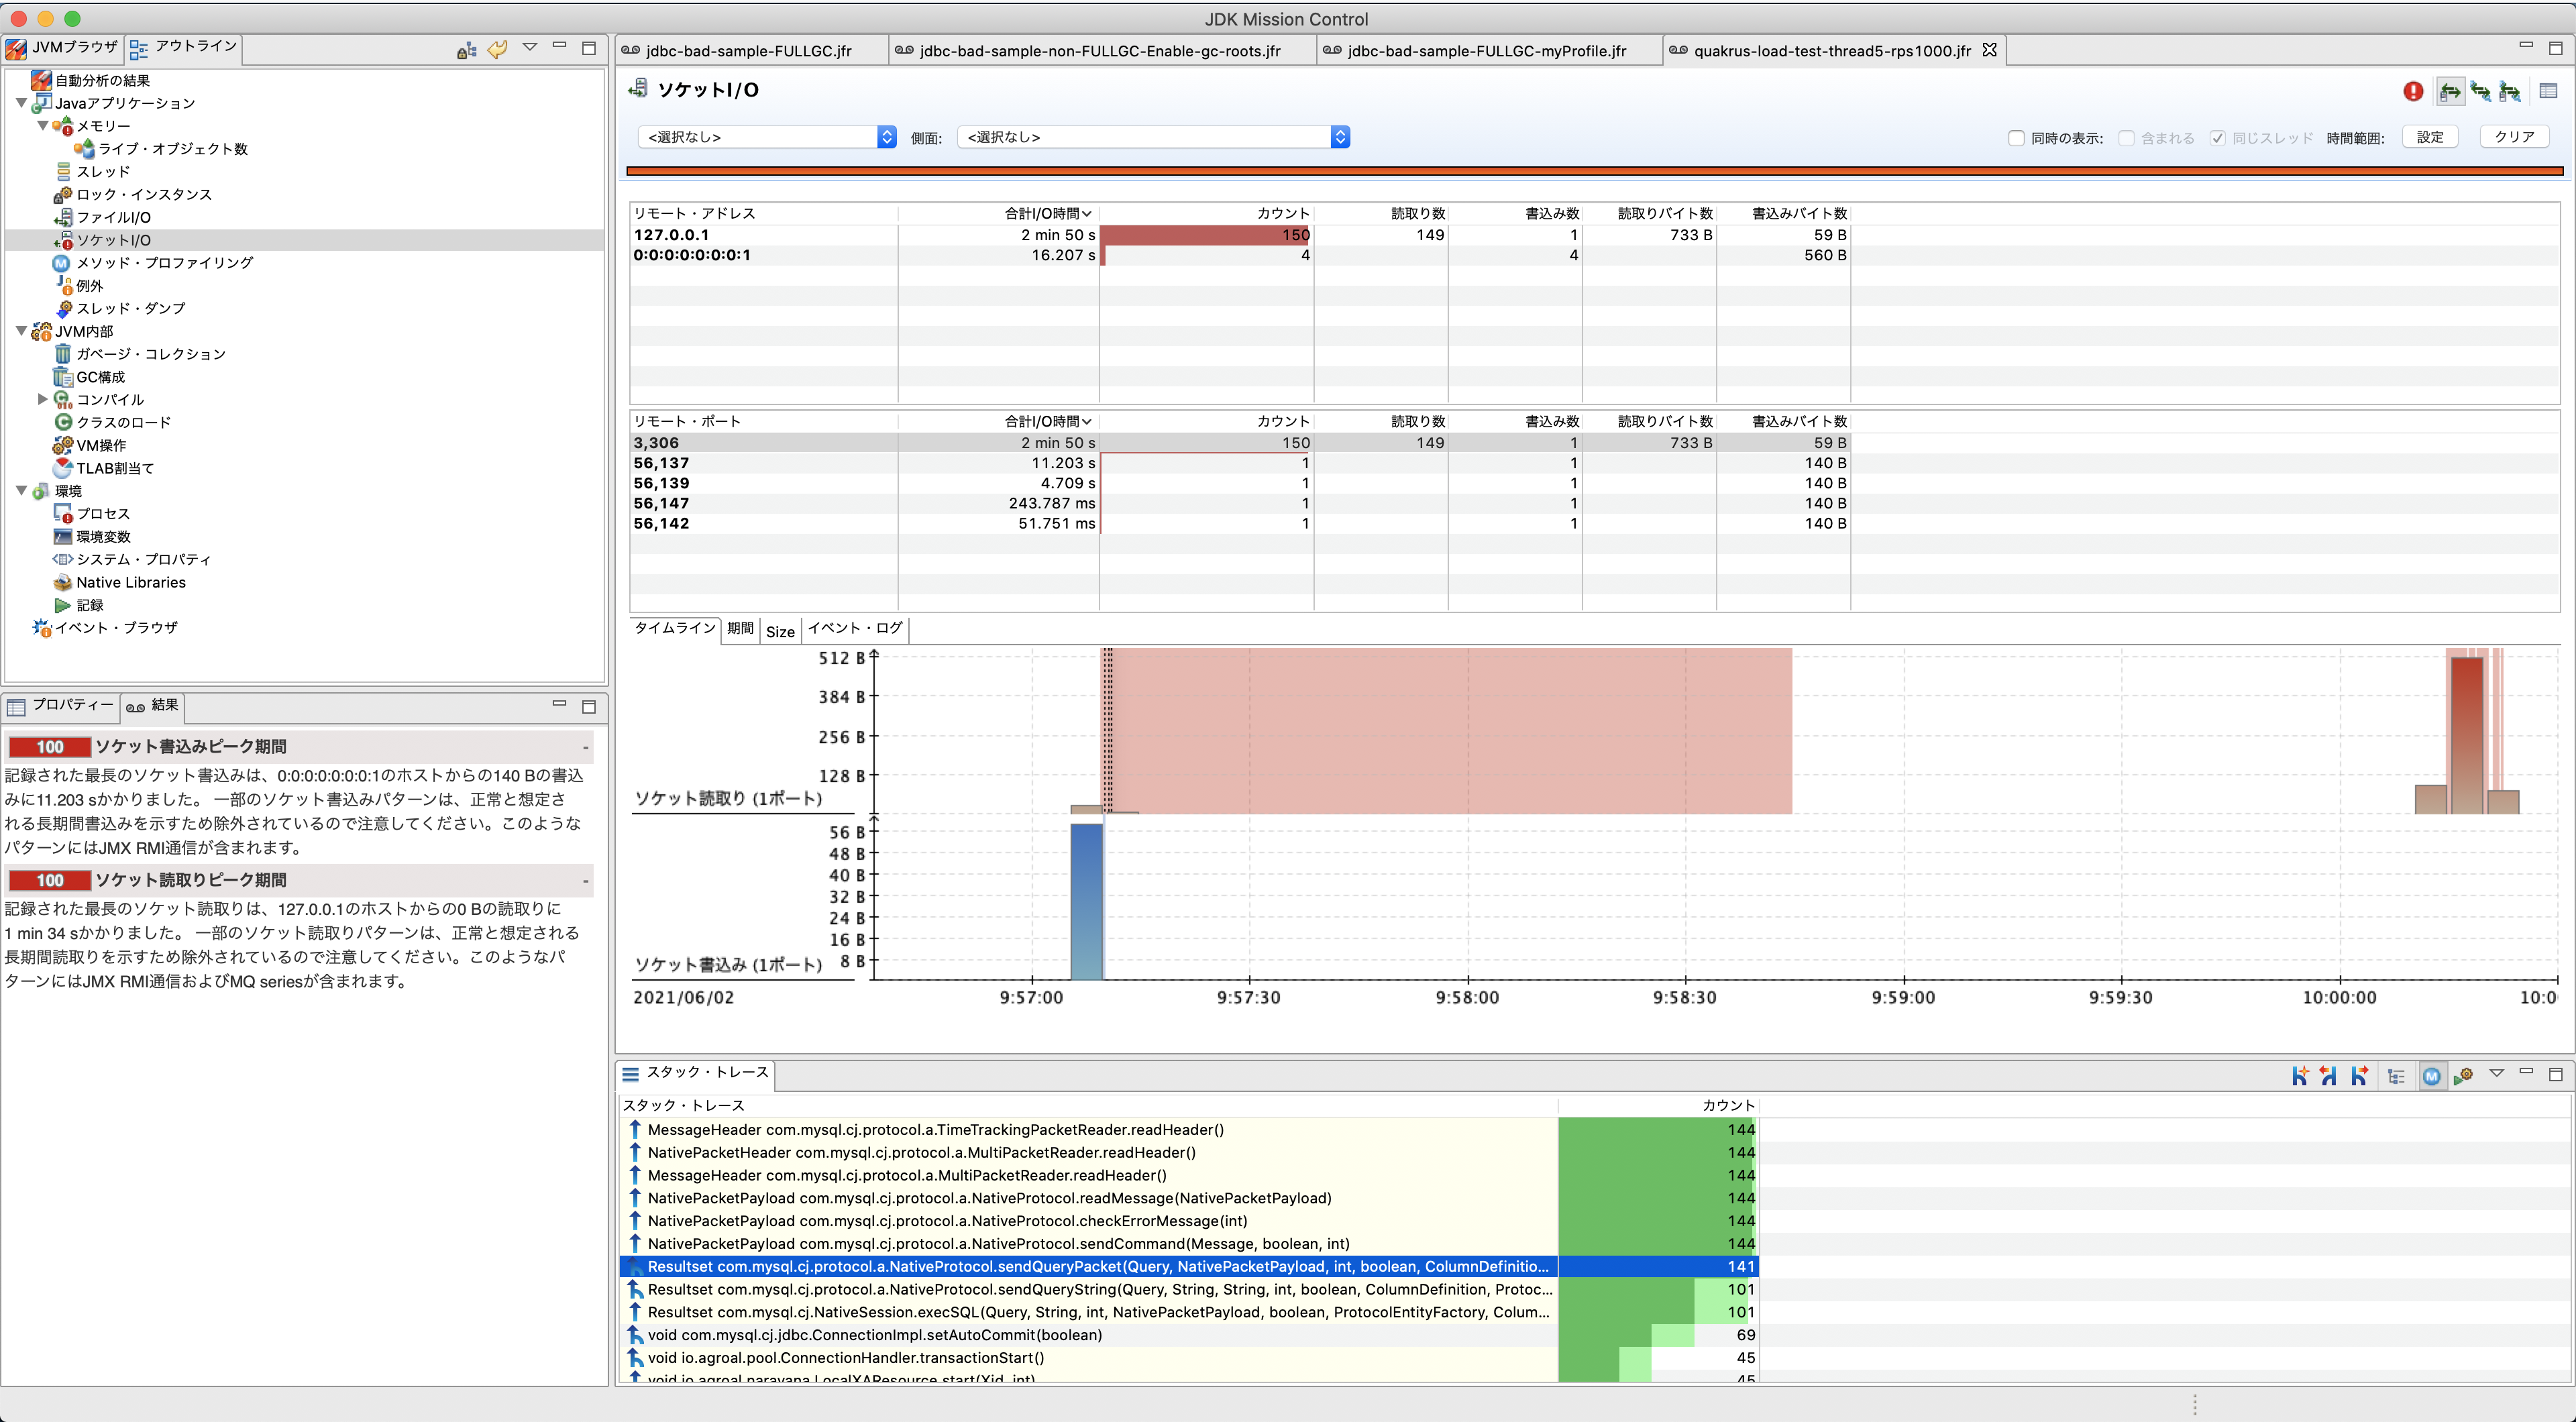 JDK Mission Control
JVMブラウザ アウトライン
自動分析の結果
Javaアプリケーション
メモリー
ライブ・オブジェクト数
スレッド
ロック・インスタンス
ファイルI/O
ソケットI/O
メソッド・プロファイリング
例外
スレッド・ダンプ
JVM内部
ガベージ・コレクション
GC構成
コンパイル
クラスのロード
VM操作
TLAB割当て
環境
プロセス
環境変数
システム・プロパティ
Native Libraries
記録
イベント・ブラウザ
プロパティー 結果
100 ソケット書込みピーク期間 -
記録された最長のソケット書込みは、0:0:0:0:0:0:0:1のホストからの140 Bの書込
みに11.203 sかかりました。 一部のソケット書込みパターンは、正常と想定さ
れる長期間書込みを示すため除外されているので注意してください。このような
パターンにはJMX RMI通信が含まれます。
100 ソケット読取りピーク期間 -
記録された最長のソケット読取りは、127.0.0.1のホストからの0 Bの読取りに
1 min 34 sかかりました。 一部のソケット読取りパターンは、正常と想定される
長期間読取りを示すため除外されているので注意してください。このようなパ
ターンにはJMX RMI通信およびMQ seriesが含まれます。
jdbc-bad-sample-FULLGC.jfr jdbc-bad-sample-non-FULLGC-Enable-gc-roots.jfr jdbc-bad-sample-FULLGC-myProfile.jfr quakrus-load-test-thread5-rps1000.jfr
ソケットI/O
<選択なし> 側面: <選択なし> 同時の表示: 含まれる 同じスレッド 時間範囲: 設定 クリア
リモート・アドレス 合計I/O時間 カウント 読取り数 書込み数 読取りバイト数 書込みバイト数
127.0.0.1 2 min 50 s 150 149 1 733 B 59 B
0:0:0:0:0:0:0:1 16.207 s 4 4 560 B
リモート・ポート 合計I/O時間 カウント 読取り数 書込み数 読取りバイト数 書込みバイト数
3,306 2 min 50 s 150 149 1 733 B 59 B
56,137 11.203 s 1 1 140 B
56,139 4.709 s 1 1 140 B
56,147 243.787 ms 1 1 140 B
56,142 51.751 ms 1 1 140 B
タイムライン 期間 Size イベント・ログ
512 B
384 B
256 B
128 B
ソケット読取り (1ポート)
56 B
48 B
40 B
32 B
24 B
16 B
8 B
ソケット書込み (1ポート)
2021/06/02 9:57:00 9:57:30 9:58:00 9:58:30 9:59:00 9:59:30 10:00:00 10:0
スタック・トレース
スタック・トレース カウント
MessageHeader com.mysql.cj.protocol.a.TimeTrackingPacketReader.readHeader() 144
NativePacketHeader com.mysql.cj.protocol.a.MultiPacketReader.readHeader() 144
MessageHeader com.mysql.cj.protocol.a.MultiPacketReader.readHeader() 144
NativePacketPayload com.mysql.cj.protocol.a.NativeProtocol.readMessage(NativePacketPayload) 144
NativePacketPayload com.mysql.cj.protocol.a.NativeProtocol.checkErrorMessage(int) 144
NativePacketPayload com.mysql.cj.protocol.a.NativeProtocol.sendCommand(Message, boolean, int) 144
Resultset com.mysql.cj.protocol.a.NativeProtocol.sendQueryPacket(Query, NativePacketPayload, int, boolean, ColumnDefinitio... 141
Resultset com.mysql.cj.protocol.a.NativeProtocol.sendQueryString(Query, String, String, int, boolean, ColumnDefinition, Protoc... 101
Resultset com.mysql.cj.NativeSession.execSQL(Query, String, int, NativePacketPayload, boolean, ProtocolEntityFactory, Colum... 101
void com.mysql.cj.jdbc.ConnectionImpl.setAutoCommit(boolean) 69
void io.agroal.pool.ConnectionHandler.transactionStart() 45
void io.agroal.narayana.LocalXAResource.start(Xid, int) 45